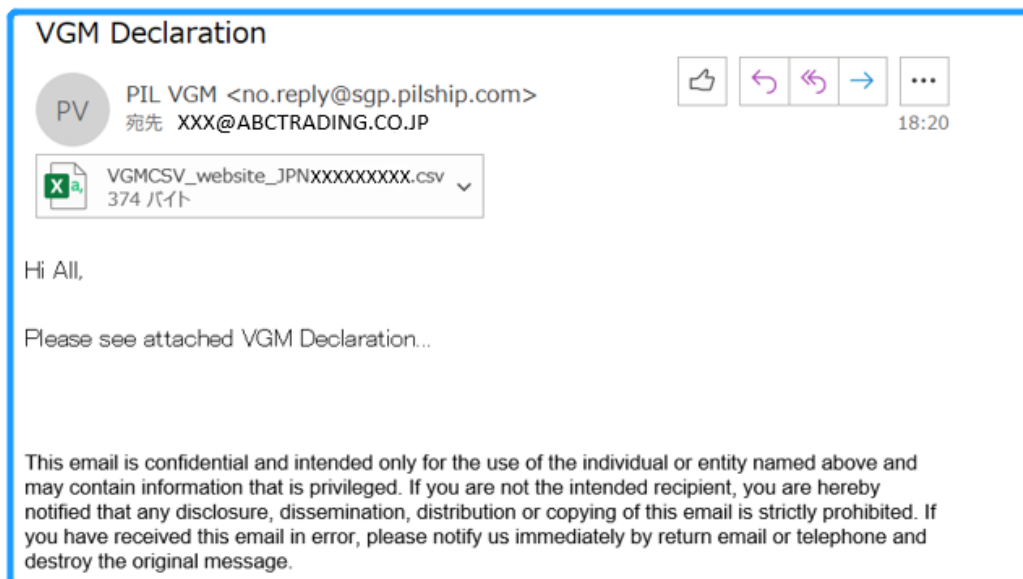 VGM Declaration
PV
PIL VGM <no.reply@sgp.pilship.com>
宛先 XXX@ABCTRADING.CO.JP
18:20
VGMCSV_website_JPNXXXXXXXXX.csv
374 バイト
Hi All,
Please see attached VGM Declaration...
This email is confidential and intended only for the use of the individual or entity named above and
may contain information that is privileged. If you are not the intended recipient, you are hereby
notified that any disclosure, dissemination, distribution or copying of this email is strictly prohibited. If
you have received this email in error, please notify us immediately by return email or telephone and
destroy the original message.